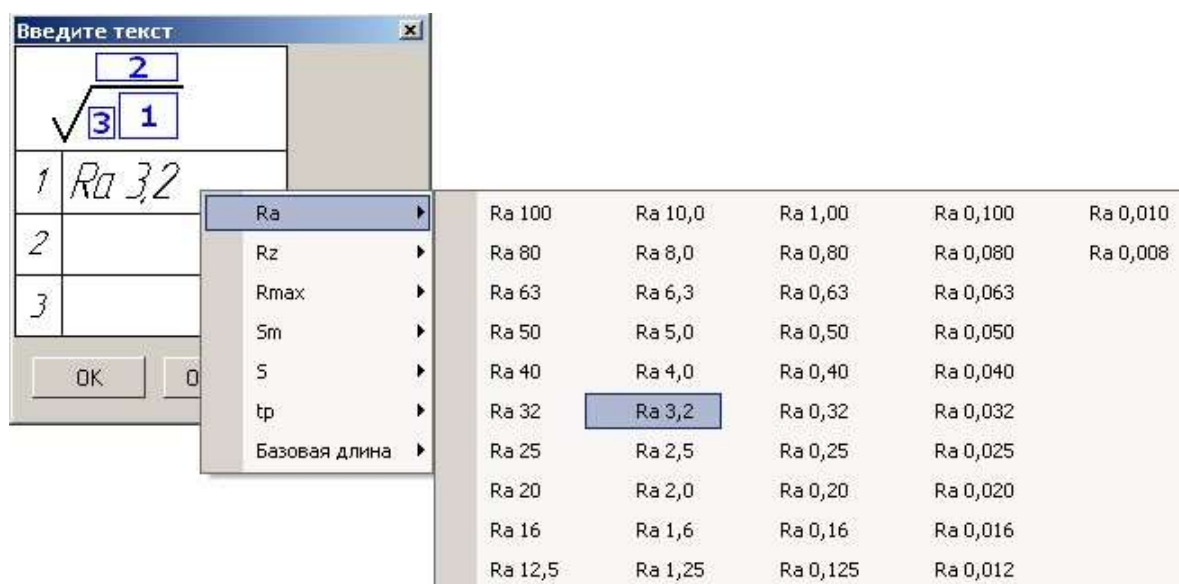 Введите текст
2
3 1
1 Ra 3,2
2
3
OK О
Ra
Rz
Rmax
Sm
S
tp
Базовая длина
Ra 100 Ra 10,0 Ra 1,00 Ra 0,100 Ra 0,010
Ra 80 Ra 8,0 Ra 0,80 Ra 0,080 Ra 0,008
Ra 63 Ra 6,3 Ra 0,63 Ra 0,063
Ra 50 Ra 5,0 Ra 0,50 Ra 0,050
Ra 40 Ra 4,0 Ra 0,40 Ra 0,040
Ra 32 Ra 3,2 Ra 0,32 Ra 0,032
Ra 25 Ra 2,5 Ra 0,25 Ra 0,025
Ra 20 Ra 2,0 Ra 0,20 Ra 0,020
Ra 16 Ra 1,6 Ra 0,16 Ra 0,016
Ra 12,5 Ra 1,25 Ra 0,125 Ra 0,012